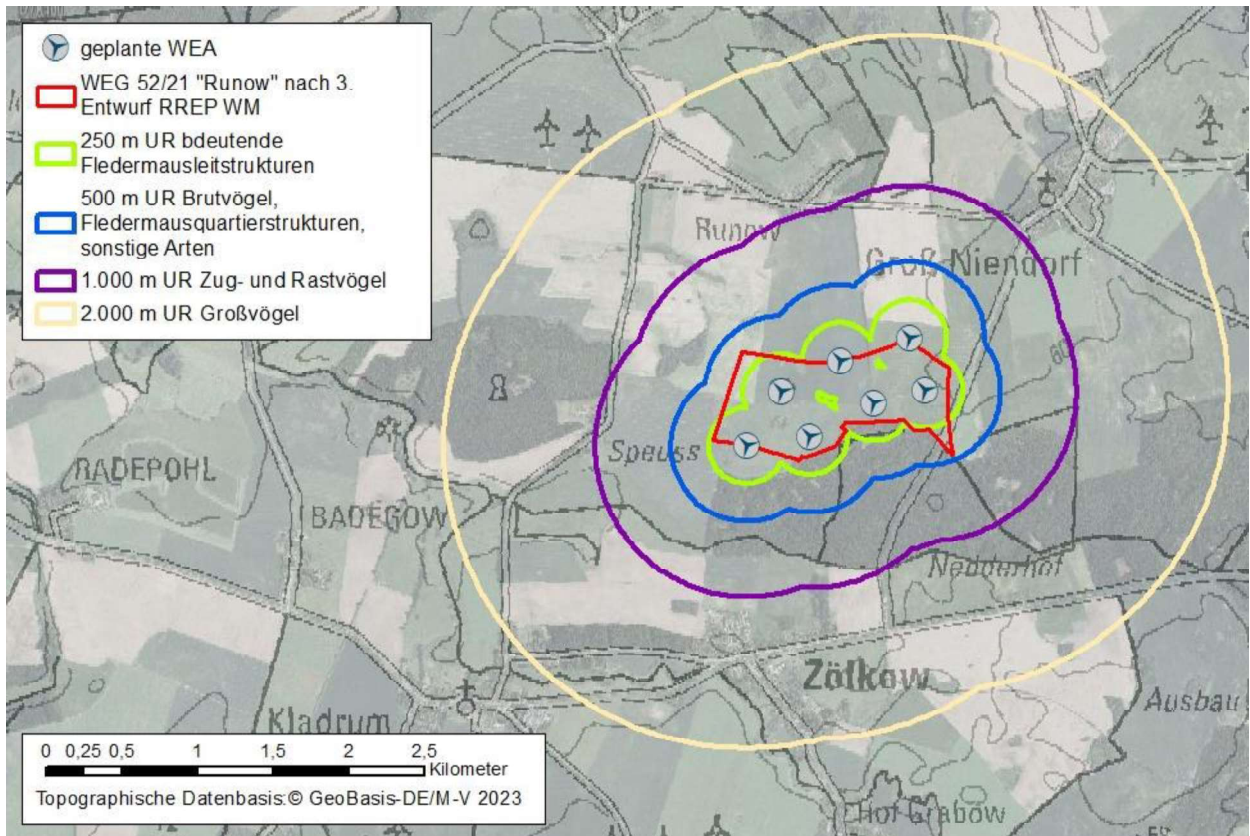 geplante WEA
WEG 52/21 "Runow" nach 3.
Entwurf RREP WM
250 m UR bdeutende
Fledermausleitstrukturen
500 m UR Brutvögel,
Fledermausquartierstrukturen,
sonstige Arten
1.000 m UR Zug- und Rastvögel
2.000 m UR Großvögel
Runow
Groß Niendorf
Speuss
RADEPOHL
BADEGOW
Nedderhof
Zölkow
Ausbau
Kladrum
Hof Grabow
0 0,25 0,5 1 1,5 2 2,5
Kilometer
Topographische Datenbasis:© GeoBasis-DE/M-V 2023